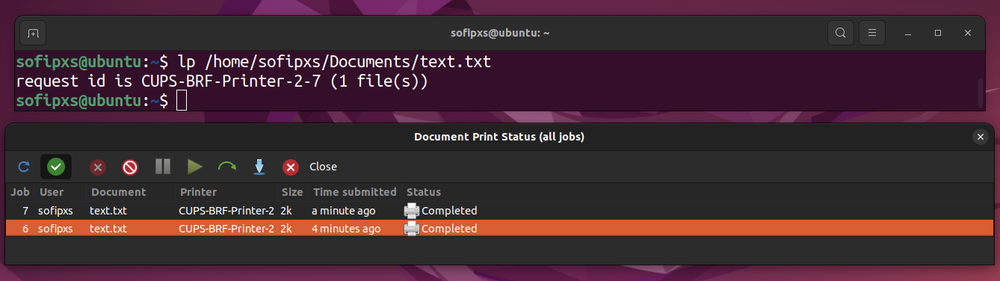 sofipxs@ubuntu: ~
sofipxs@ubuntu:~$ lp /home/sofipxs/Documents/text.txt
request id is CUPS-BRF-Printer-2-7 (1 file(s))
sofipxs@ubuntu:~$
Document Print Status (all jobs)
Close
Job User Document Printer Size Time submitted Status
7 sofipxs text.txt CUPS-BRF-Printer-2 2k a minute ago Completed
6 sofipxs text.txt CUPS-BRF-Printer-2 2k 4 minutes ago Completed